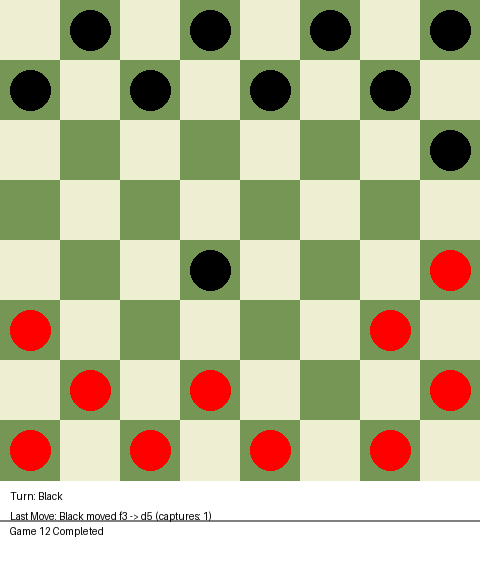 Turn: Black
Last Move: Black moved f3 -> d5 (captures: 1)
Game 12 Completed